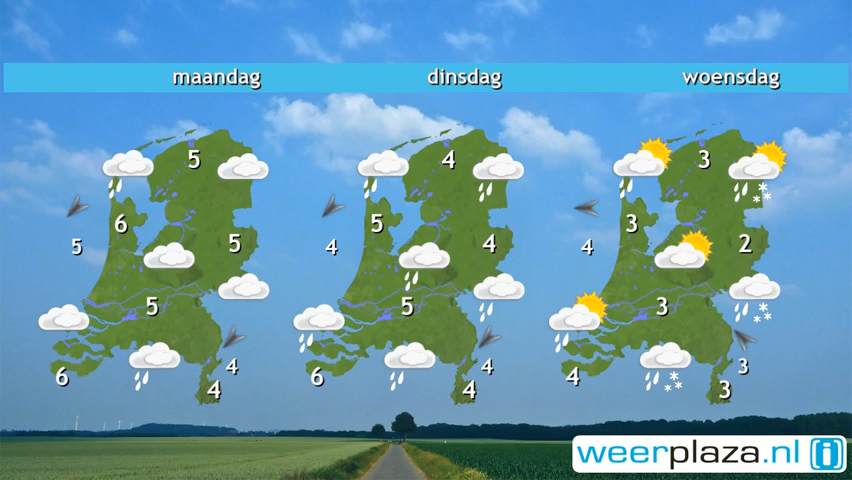 maandag dinsdag woensdag
5 4 3
6 5 3
5 5 4 4 4 2
5 5 3
4 4 3
6 4 6 4 4 3
weerplaza.nl i